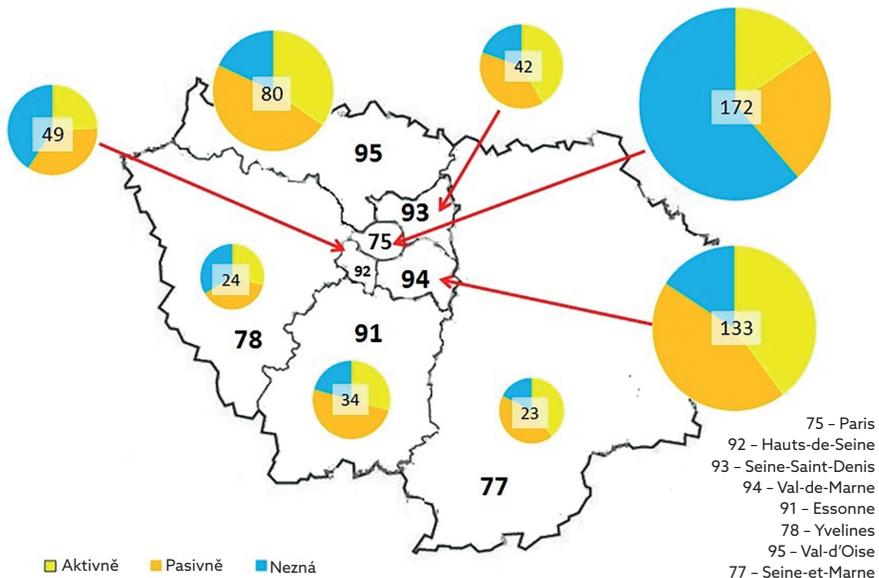 42
80
172
49
95
93
75
92
94
24
133
78
91
34
23
77
75 – Paris
92 – Hauts-de-Seine
93 – Seine-Saint-Denis
94 – Val-de-Marne
91 – Essonne
78 – Yvelines
95 – Val-d’Oise
77 – Seine-et-Marne
Aktivně Pasivně Nezná